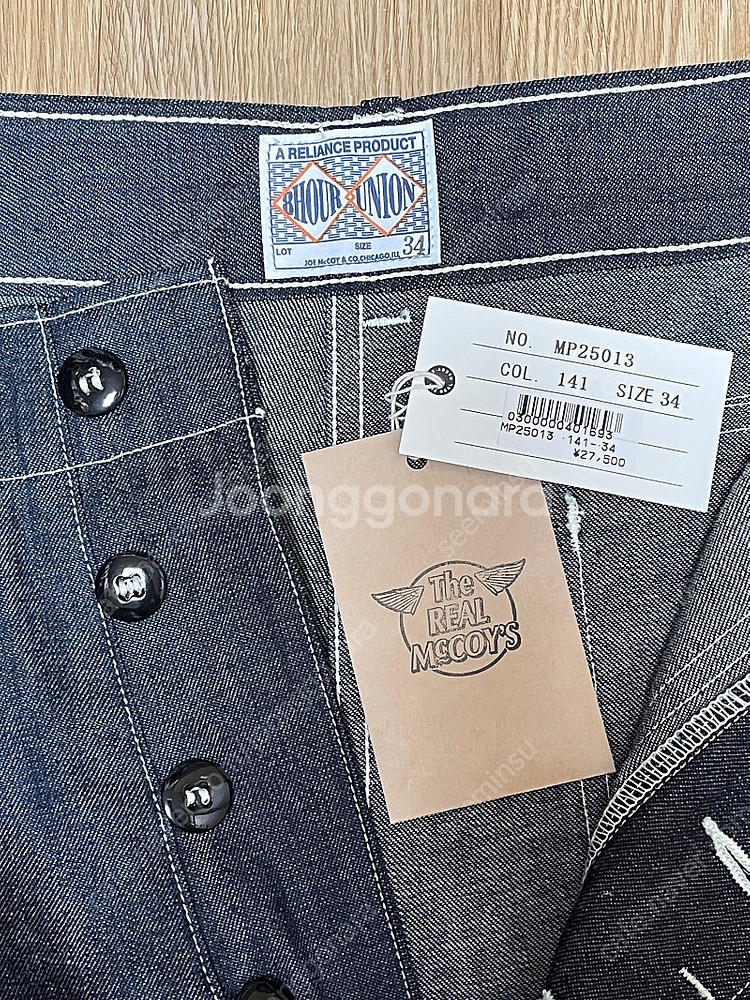 A RELIANCE PRODUCT
8HOUR UNION
LOT SIZE 34
JOE McCOY & CO, CHICAGO, ILL
NO. MP25013
COL. 141 SIZE 34
0300000401693
MP25013 141-34
¥27,500
Joonggonara
The
REAL
McCOY'S